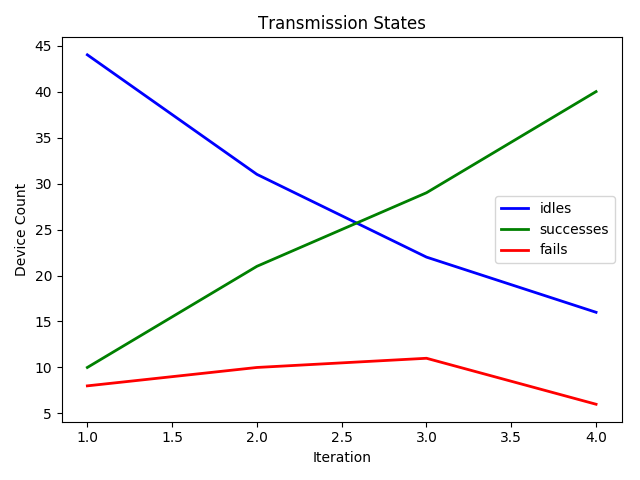 Transmission States
45
40
35
30
25
20
15
10
5
Device Count
idles
successes
fails
1.0 1.5 2.0 2.5 3.0 3.5 4.0
Iteration